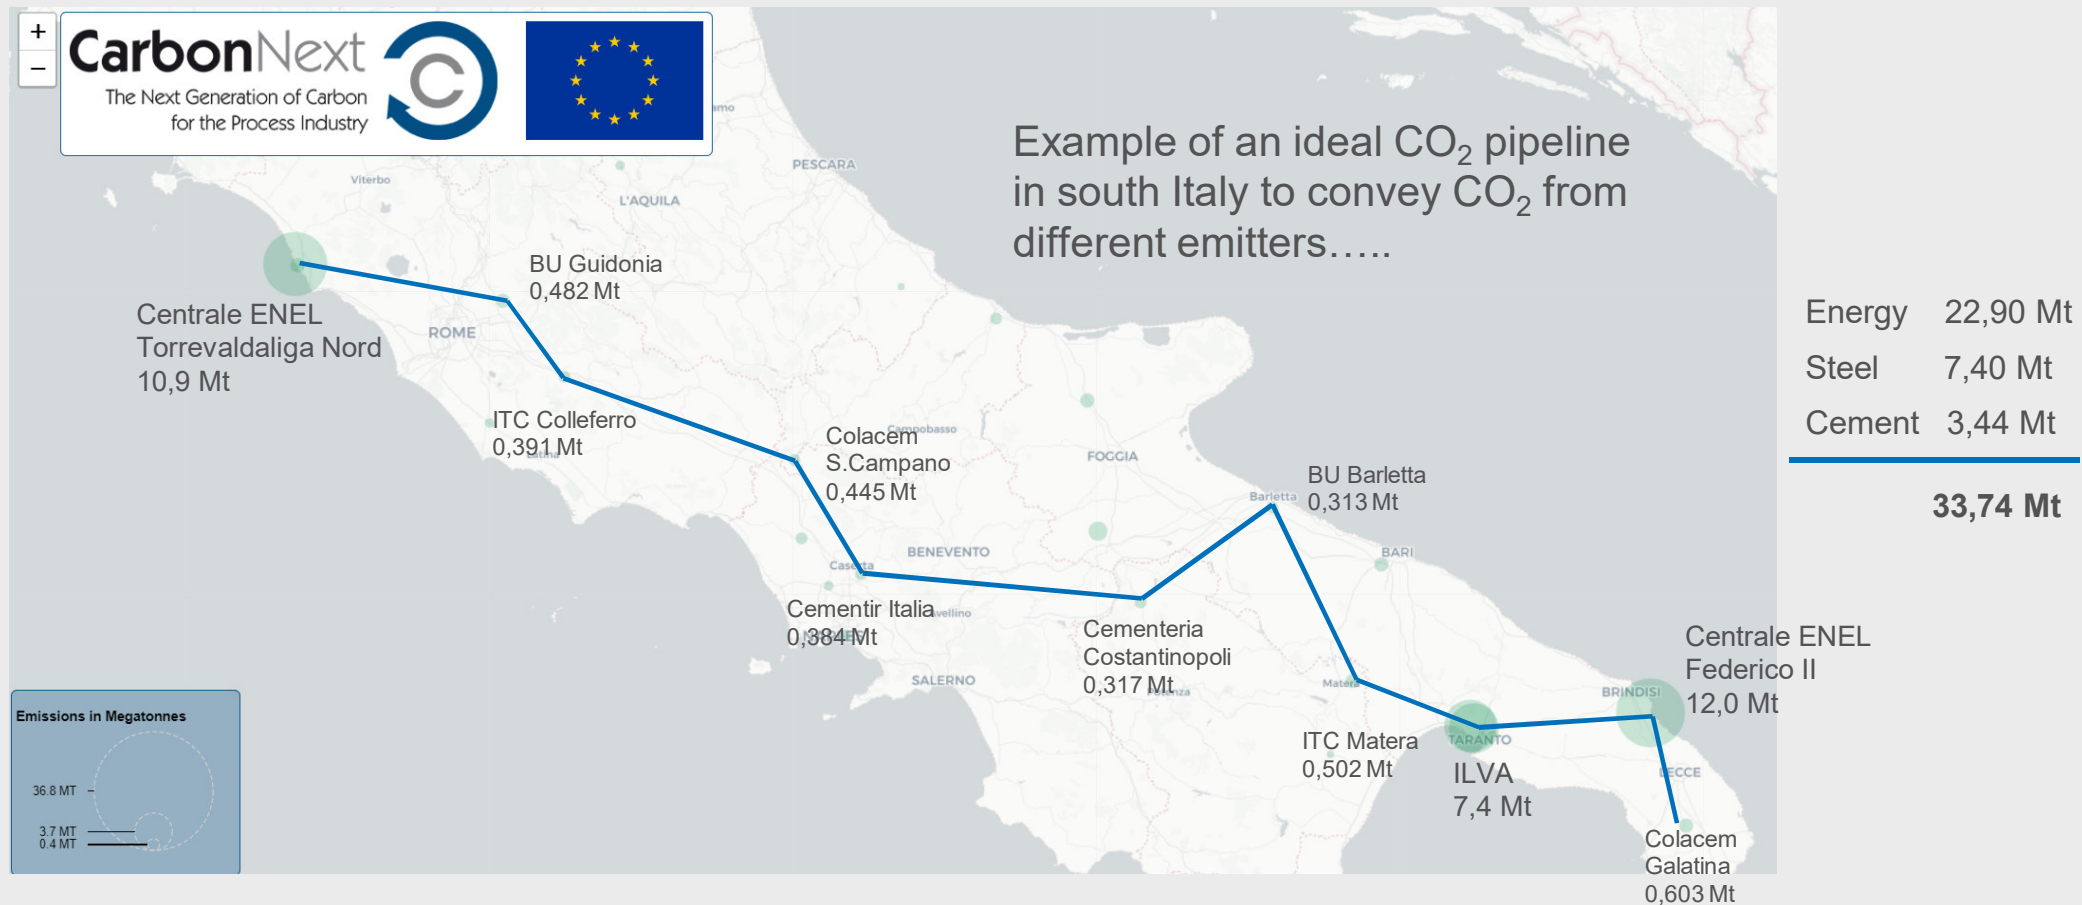 +
−
CarbonNext
The Next Generation of Carbon
for the Process Industry
C
Example of an ideal CO₂ pipeline
in south Italy to convey CO₂ from
different emitters…..
PESCARA
Viterbo
L'AQUILA
BU Guidonia
0,482 Mt
Centrale ENEL
Torrevaldaliga Nord
10,9 Mt
ROME
Energy 22,90 Mt
Steel 7,40 Mt
Cement 3,44 Mt
33,74 Mt
ITC Colleferro
0,391 Mt
Latina
Colacem
S.Campano
0,445 Mt
Campobasso
FOGGIA
BU Barletta
0,313 Mt
Barletta
BENEVENTO
BARI
Caserta
Cementir Italia
0,384 Mt
NAPLES
SALERNO
Cementeria
Costantinopoli
0,317 Mt
Potenza
Matera
Centrale ENEL
Federico II
12,0 Mt
BRINDISI
ITC Matera
0,502 Mt
TARANTO
ILVA
7,4 Mt
LECCE
Colacem
Galatina
0,603 Mt
Emissions in Megatonnes
36.8 MT
3.7 MT
0.4 MT